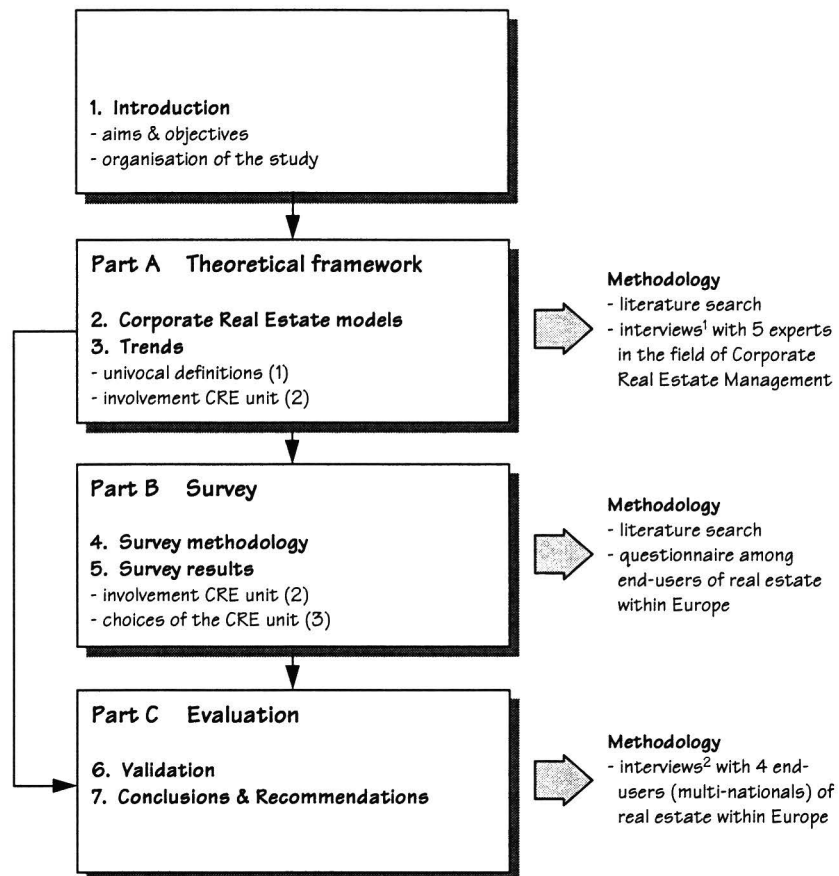 1. Introduction
- aims & objectives
- organisation of the study
Part A Theoretical framework
2. Corporate Real Estate models
3. Trends
- univocal definitions (1)
- involvement CRE unit (2)
Methodology
- literature search
- interviews¹ with 5 experts
in the field of Corporate
Real Estate Management
Part B Survey
4. Survey methodology
5. Survey results
- involvement CRE unit (2)
- choices of the CRE unit (3)
Methodology
- literature search
- questionnaire among
end-users of real estate
within Europe
Part C Evaluation
6. Validation
7. Conclusions & Recommendations
Methodology
- interviews² with 4 end-
users (multi-nationals) of
real estate within Europe